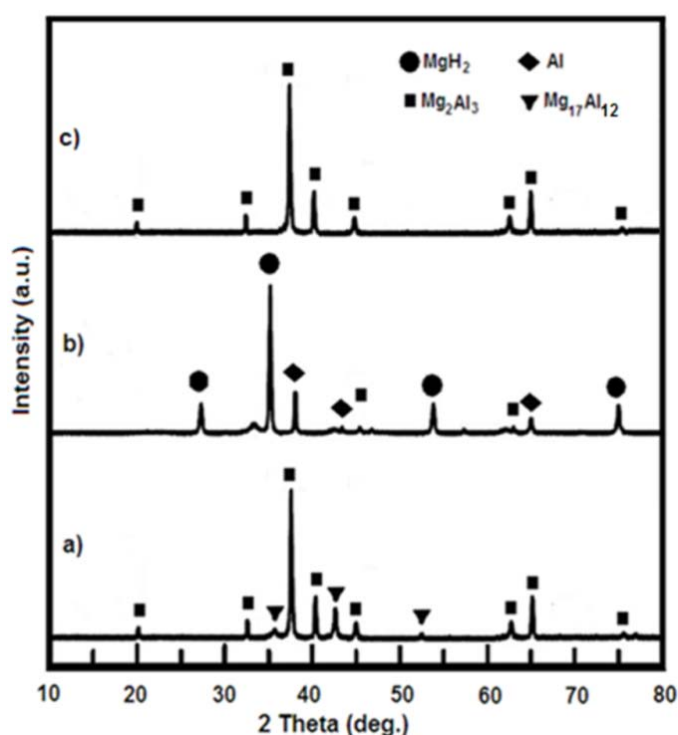 MgH₂ Al
Mg₂Al₃ Mg₁₇Al₁₂
c)
b)
a)
Intensity (a.u.)
10 20 30 40 50 60 70 80
2 Theta (deg.)